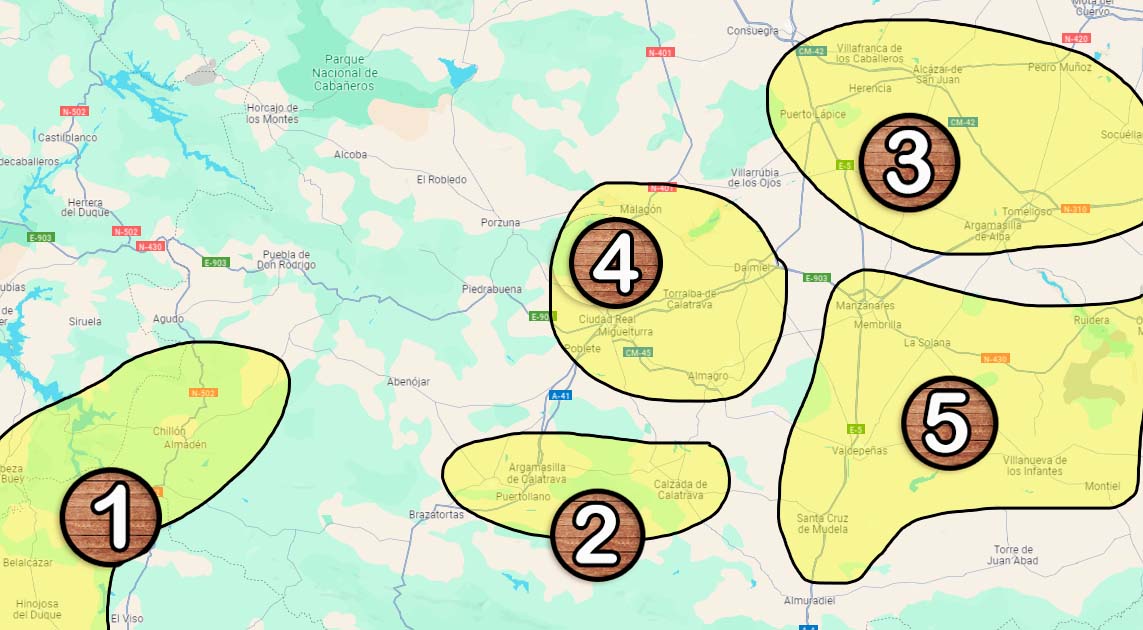 Mota del
Cuervo
Consuegra
N-420
CM-42
Villafranca de
los Caballeros
N-401
Parque
Nacional de
Cabañeros
Alcázar de
San Juan
Pedro Muñoz
Herencia
N-502
Horcajo de
los Montes
Puerto Lápice
CM-42
Castilblanco
3
Alcoba
decaballeros
E-5
El Robledo
Villarrubia
de los Ojos
N-401
Herrera
del Duque
Malagón
Tomelloso
N-310
Porzuna
Argamasilla
de Alba
N-502
E-903
N-430
4
Puebla de
Don Rodrigo
E-903
Daimiel
E-903
Piedrabuena
Torralba de
Calatrava
Manzanares
Agudo
Siruela
Ciudad Real
Miguelturra
Membrilla
Ruidera
La Solana
Poblete
CM-45
N-430
Almagro
Abenójar
N-502
A-41
5
Chillón
Almadén
E-5
Valdepeñas
Villanueva de
los Infantes
Argamasilla
de Calatrava
Buey
Calzada de
Calatrava
Montiel
Puertollano
1
Brazatortas
Santa Cruz
de Mudela
2
Torre de
Juan Abad
Belalcázar
Hinojosa
del Duque
Almuradiel
El Viso